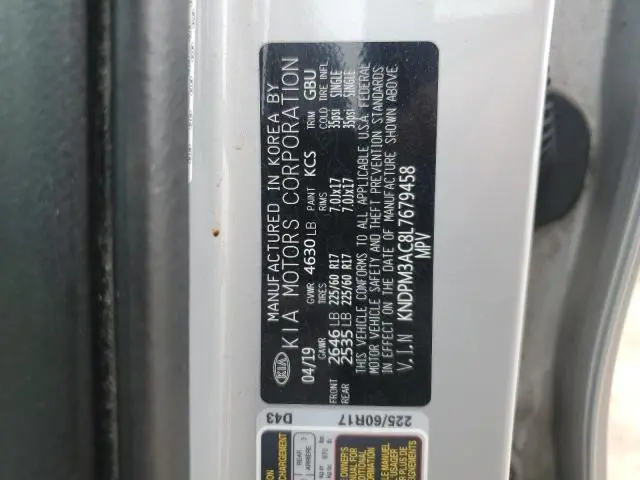 KIA
MANUFACTURED IN KOREA BY
KIA MOTORS CORPORATION
04/19 GVWR 4630 LB PAINT KCS TRIM GBU
GAWR TIRES RIMS COLD TIRE INFL.
FRONT 2646 LB 225/60 R17 7.0JX17 35psi SINGLE
REAR 2535 LB 225/60 R17 7.0JX17 35psi SINGLE
THIS VEHICLE CONFORMS TO ALL APPLICABLE U.S.A FEDERAL
MOTOR VEHICLE SAFETY AND THEFT PREVENTION STANDARDS
IN EFFECT ON THE DATE OF MANUFACTURE SHOWN ABOVE.
V.I.N KNDPM3AC8L7679458
MPV
D43 225/60R17
REAR
ARRIÈRE